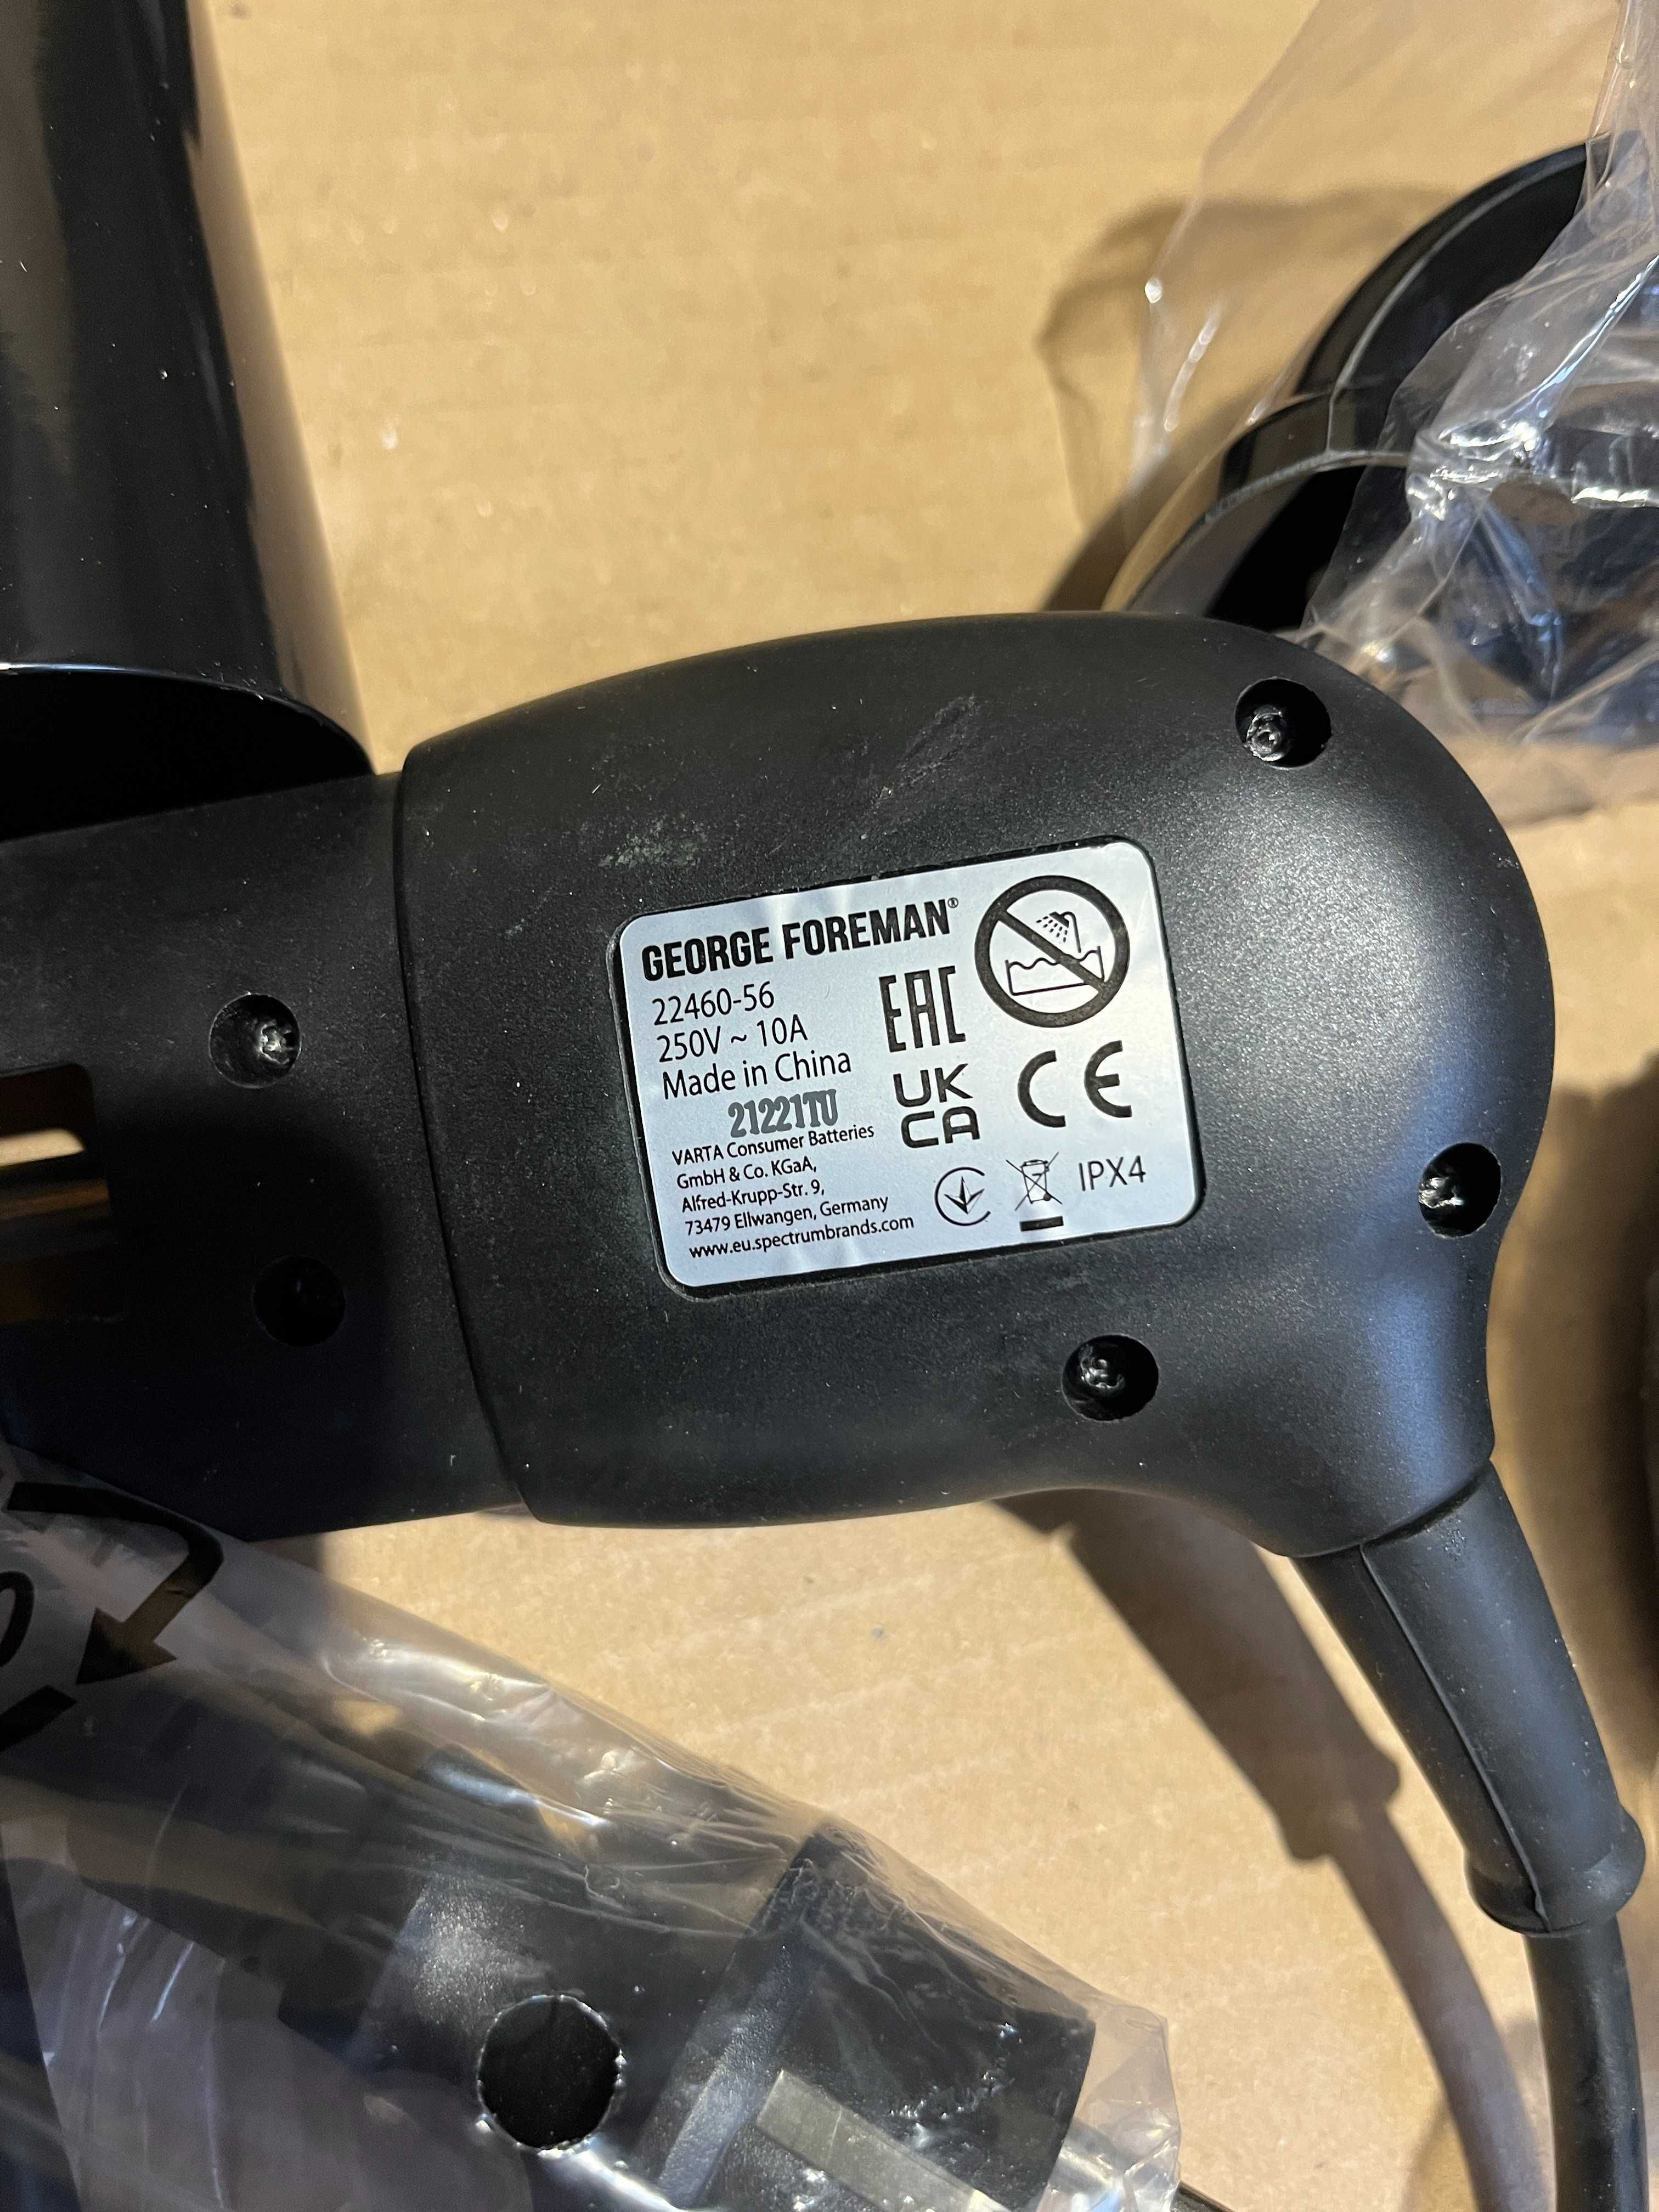 GEORGE FOREMAN®
22460-56
250V ~ 10A
Made in China
21221TU
VARTA Consumer Batteries
GmbH & Co. KGaA,
Alfred-Krupp-Str. 9,
73479 Ellwangen, Germany
www.eu.spectrumbrands.com
EAC
UK
CA
CE
IPX4